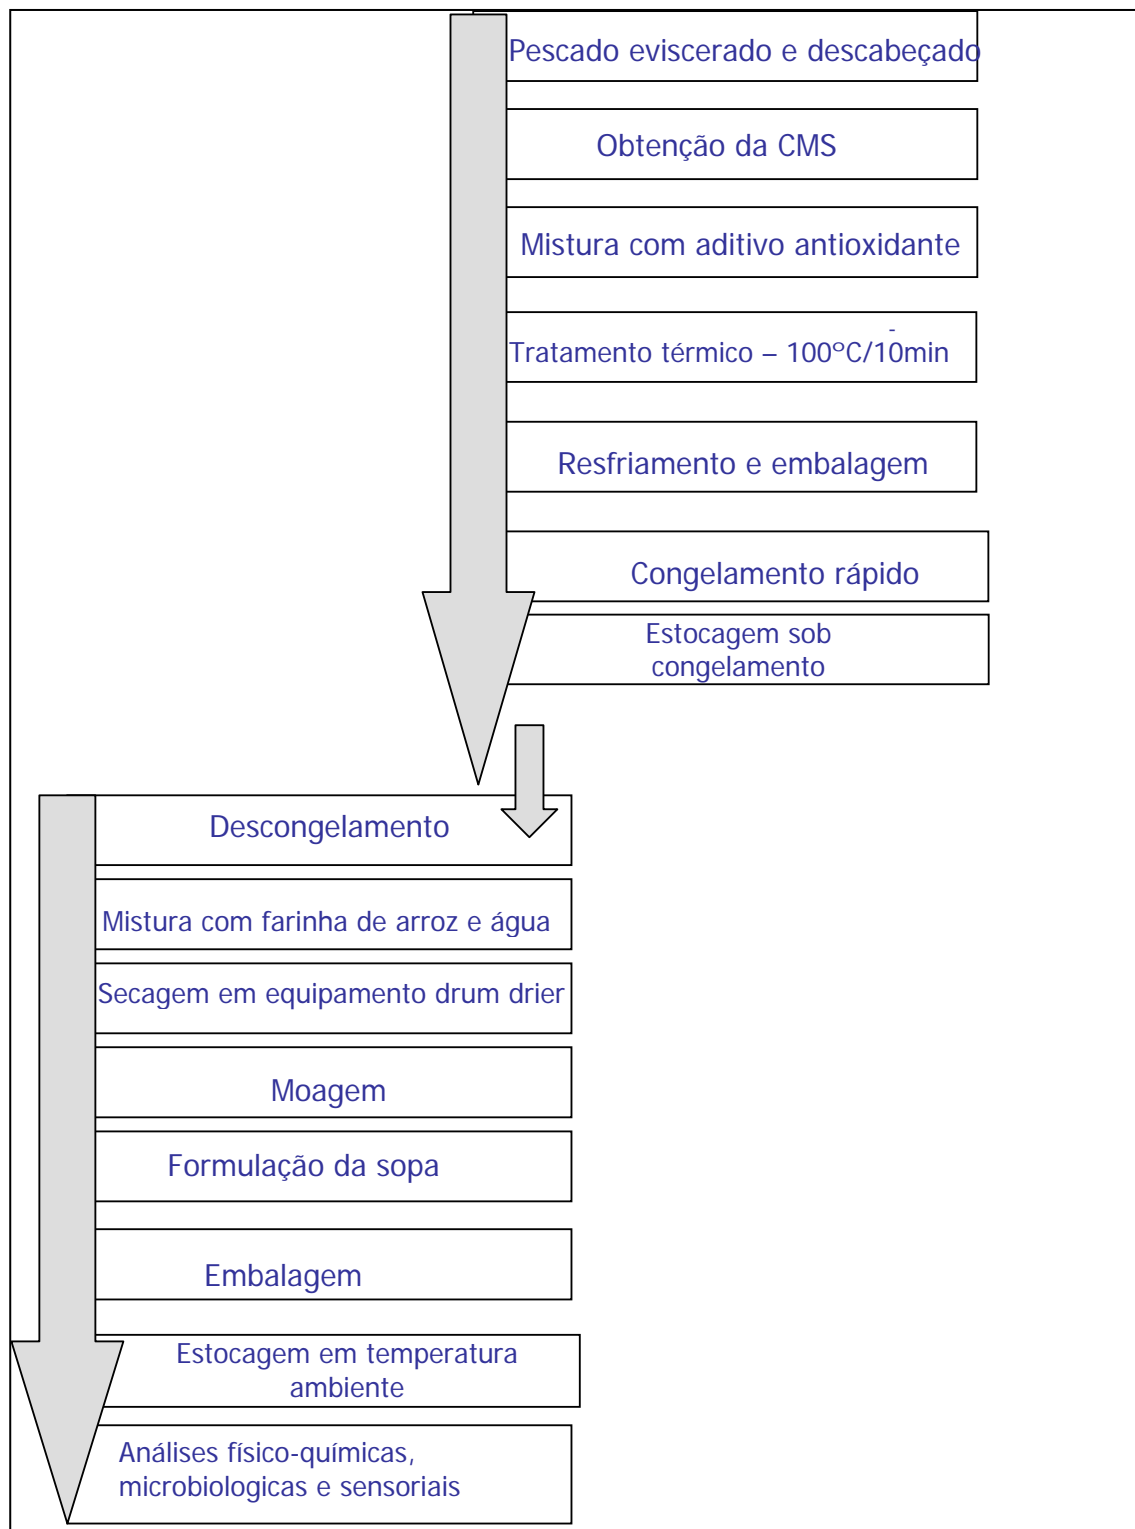 Pescado eviscerado e descabeçado
Obtenção da CMS
Mistura com aditivo antioxidante
-
Tratamento térmico – 100ºC/10min
Resfriamento e embalagem
Congelamento rápido
Estocagem sob
congelamento
Descongelamento
Mistura com farinha de arroz e água
Secagem em equipamento drum drier
Moagem
Formulação da sopa
Embalagem
Estocagem em temperatura
ambiente
Análises físico-químicas,
microbiologicas e sensoriais